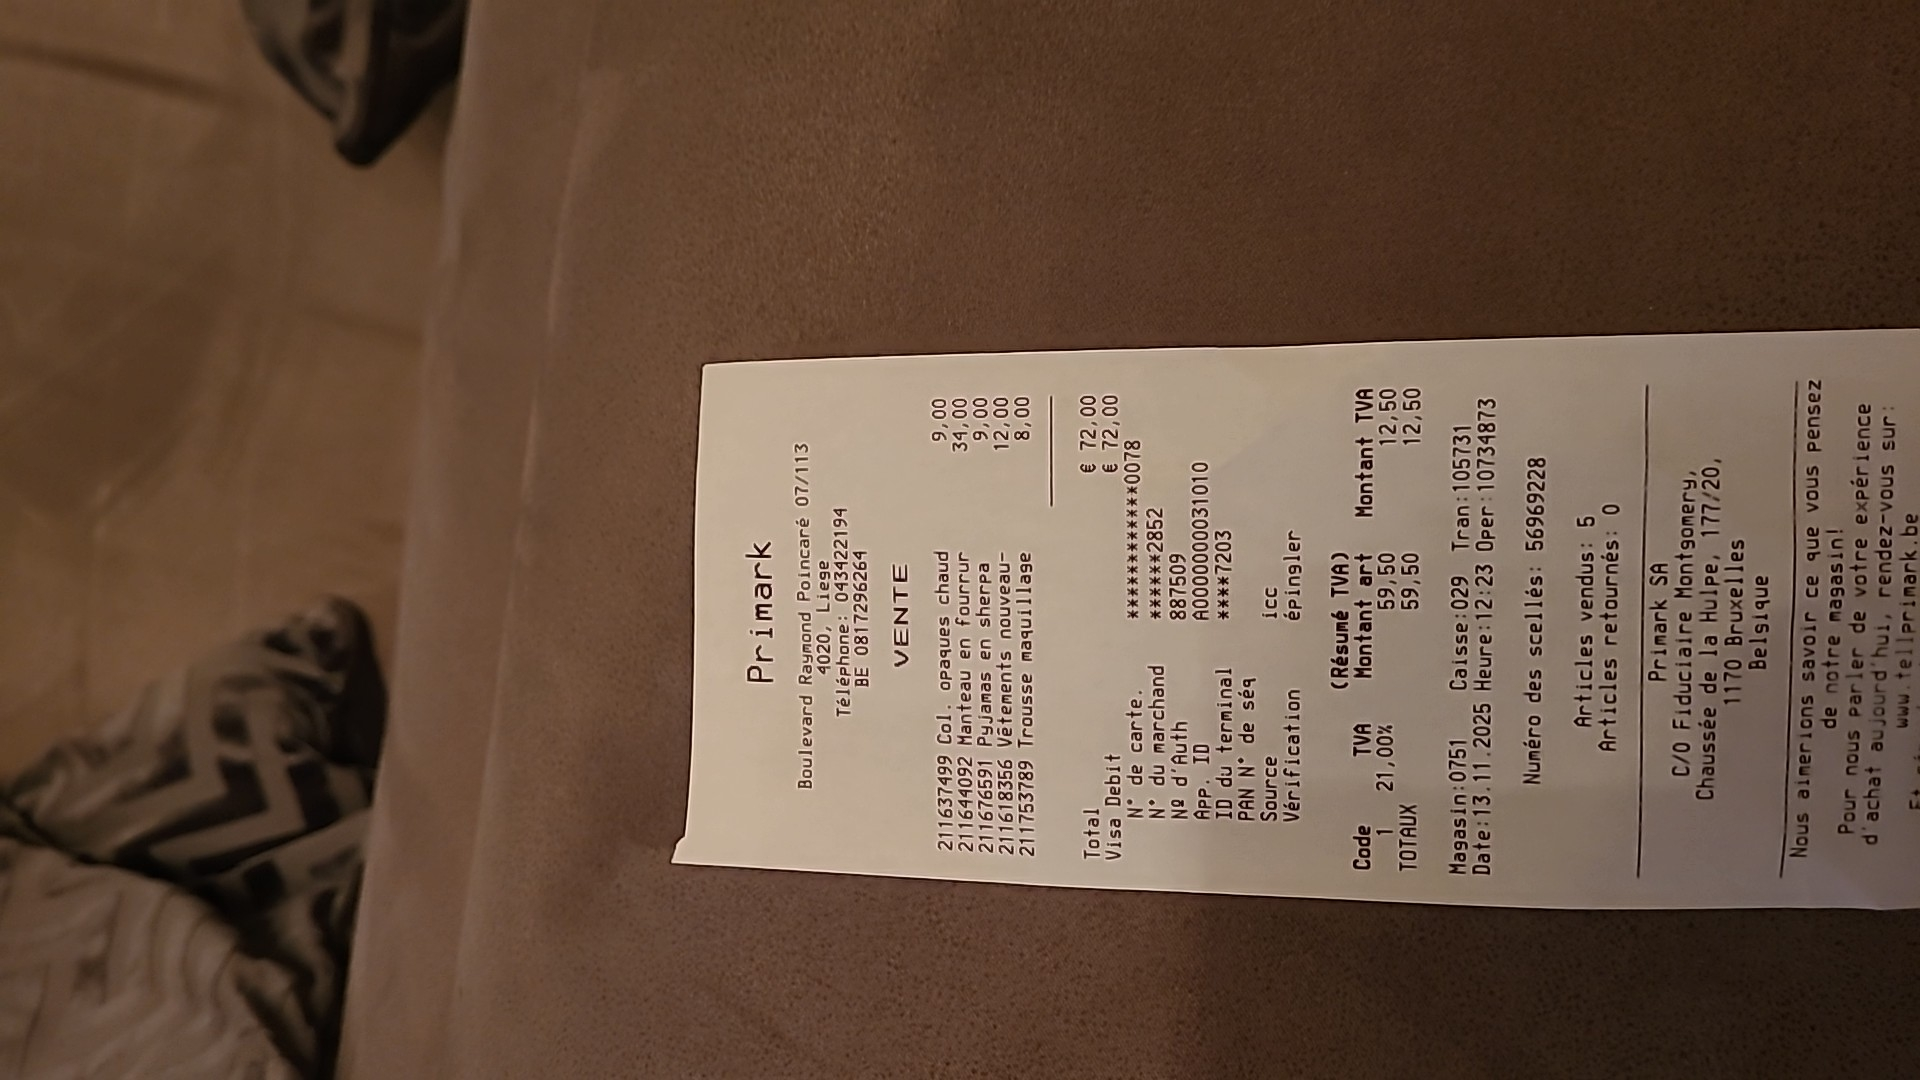 Primark
Boulevard Raymond Poincaré 07/113
4020, Liege
Téléphone: 043422194
BE 0817296264
VENTE
211637499 Col. opaques chaud 9,00
211644092 Manteau en fourrur 34,00
211676591 Pyjamas en sherpa 9,00
211618356 Vêtements nouveau- 12,00
211753789 Trousse maquillage 8,00
Total € 72,00
Visa Debit € 72,00
N° de carte. ************0078
N° du marchand ******2852
Nº d'Auth 887509
App. ID A0000000031010
ID du terminal ****7203
PAN N° de séq
Source icc
Vérification épingler
(Résumé TVA)
Code TVA Montant art Montant TVA
1 21,00% 59,50 12,50
TOTAUX 59,50 12,50
Magasin:0751 Caisse:029 Tran:105731
Date:13.11.2025 Heure:12:23 Oper:10734873
Numéro des scellés: 56969228
Articles vendus: 5
Articles retournés: 0
Primark SA
C/O Fiduciaire Montgomery,
Chaussée de la Hulpe, 177/20,
1170 Bruxelles
Belgique
Nous aimerions savoir ce que vous pensez
de notre magasin!
Pour nous parler de votre expérience
d'achat aujourd'hui, rendez-vous sur:
www.tellprimark.be